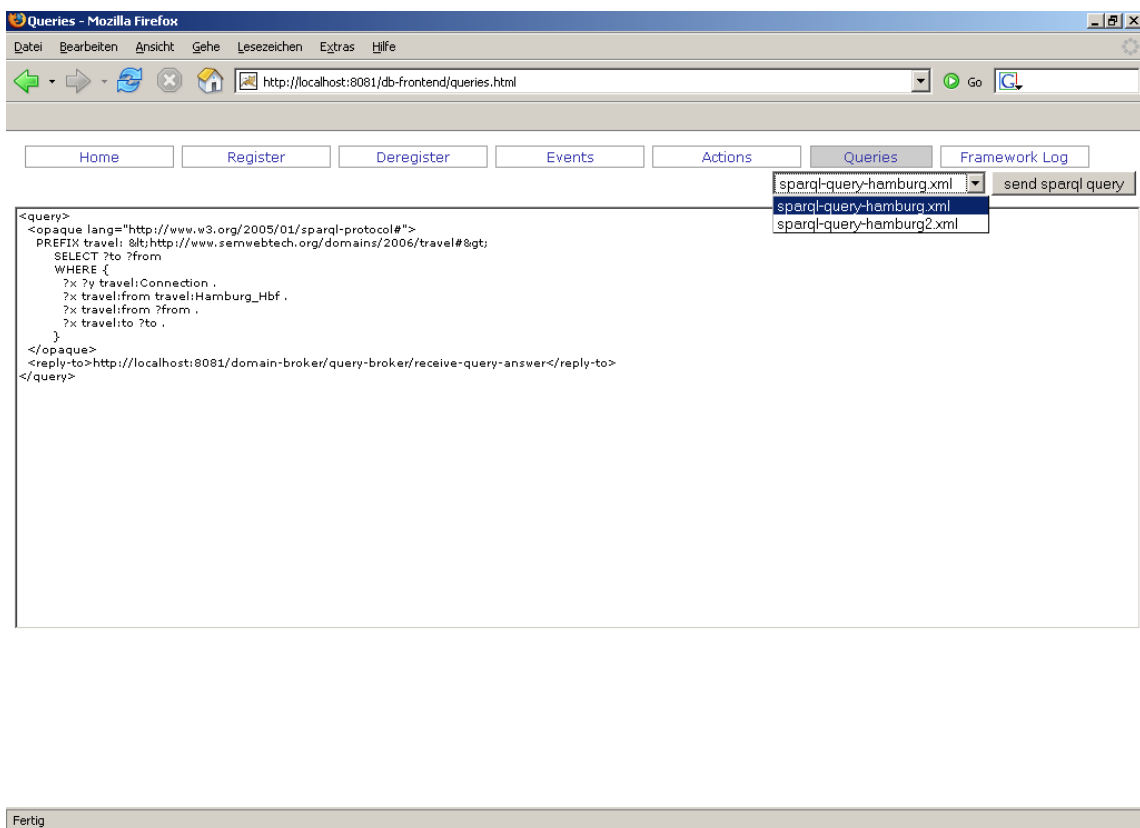 Queries - Mozilla Firefox
Datei Bearbeiten Ansicht Gehe Lesezeichen Extras Hilfe
http://localhost:8081/db-frontend/queries.html Go G
Home Register Deregister Events Actions Queries Framework Log
sparql-query-hamburg.xml send sparql query
sparql-query-hamburg.xml
sparql-query-hamburg2.xml
<query>
<opaque lang="http://www.w3.org/2005/01/sparql-protocol#">
PREFIX travel: &lt;http://www.semwebtech.org/domains/2006/travel#&gt;
SELECT ?to ?from
WHERE {
?x ?y travel:Connection .
?x travel:from travel:Hamburg_Hbf .
?x travel:from ?from .
?x travel:to ?to .
}
</opaque>
<reply-to>http://localhost:8081/domain-broker/query-broker/receive-query-answer</reply-to>
</query>
Fertig